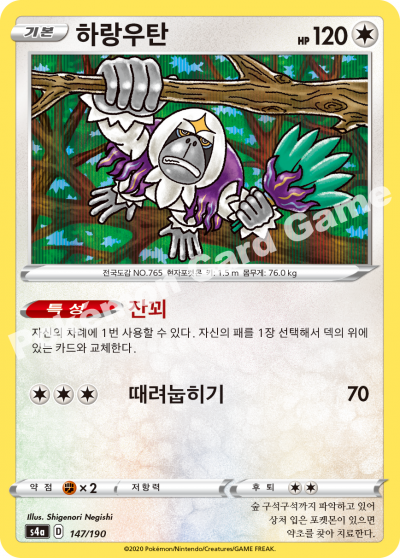 기본 하랑우탄 HP 120
전국도감 NO.765 현자포켓몬 키: 1.5 m 몸무게: 76.0 kg
특성 잔꾀
자신의 차례에 1번 사용할 수 있다. 자신의 패를 1장 선택해서 덱의 위에
있는 카드와 교체한다.
때려눕히기 70
약점 ×2 저항력 후퇴
Illus. Shigenori Negishi
s4a D 147/190
숲 구석구석까지 파악하고 있어
상처 입은 포켓몬이 있으면
약초를 찾아 치료한다.
©2020 Pokémon/Nintendo/Creatures/GAME FREAK.
Pokémon Card Game